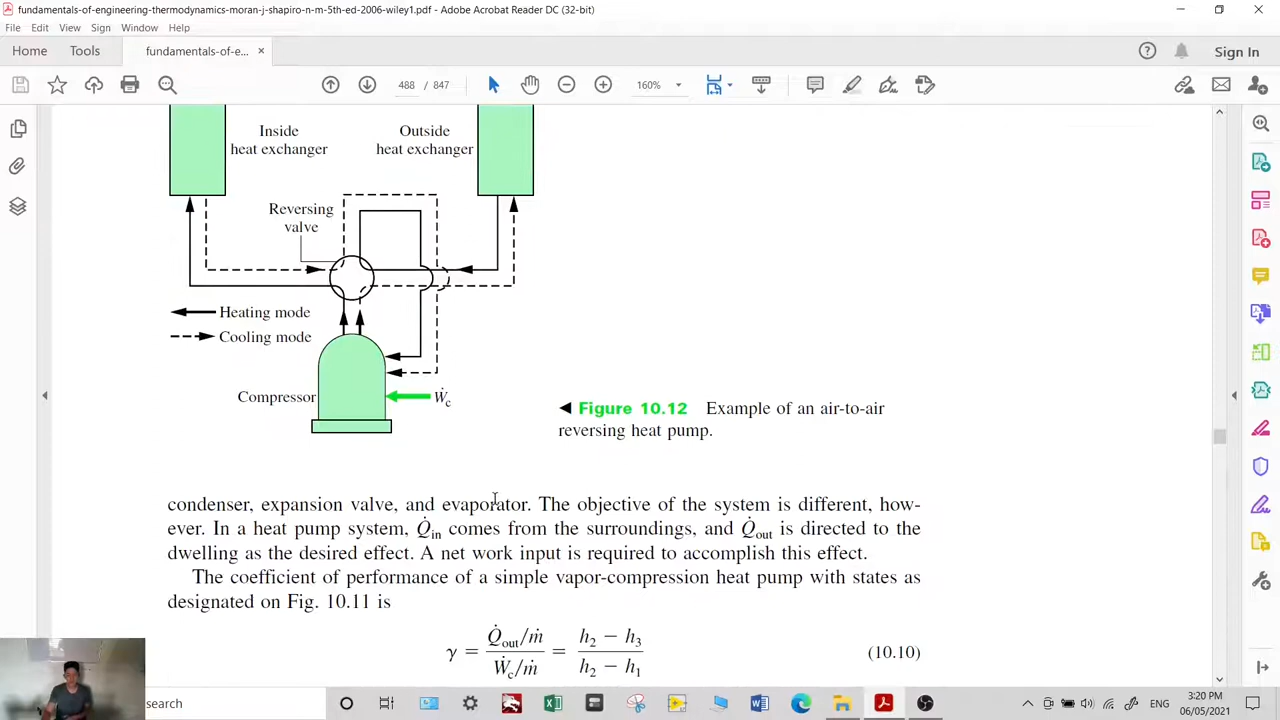 fundamentals-of-engineering-thermodynamics-moran-j-shapiro-n-m-5th-ed-2006-wiley1.pdf - Adobe Acrobat Reader DC (32-bit)
File Edit View Sign Window Help
Home Tools fundamentals-of-e... × Sign In
488 / 847 160%
Inside
heat exchanger
Outside
heat exchanger
Reversing
valve
Heating mode
Cooling mode
Compressor
Ẇc
Figure 10.12 Example of an air-to-air
reversing heat pump.
condenser, expansion valve, and evaporator. The objective of the system is different, how-
ever. In a heat pump system, Q̇in comes from the surroundings, and Q̇out is directed to the
dwelling as the desired effect. A net work input is required to accomplish this effect.
The coefficient of performance of a simple vapor-compression heat pump with states as
designated on Fig. 10.11 is
γ = (Q̇out/ṁ)/(Ẇc/ṁ) = (h2 − h3)/(h2 − h1) (10.10)
search
ENG
3:20 PM
06/05/2021